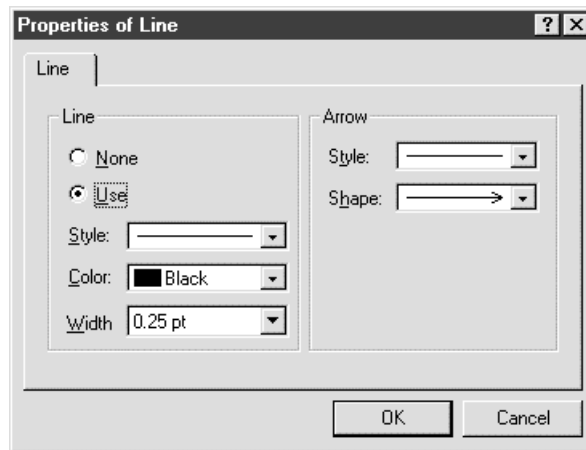 Properties of Line
Line
Line
None
Use
Style:
Color: Black
Width 0.25 pt
Arrow
Style:
Shape:
OK Cancel